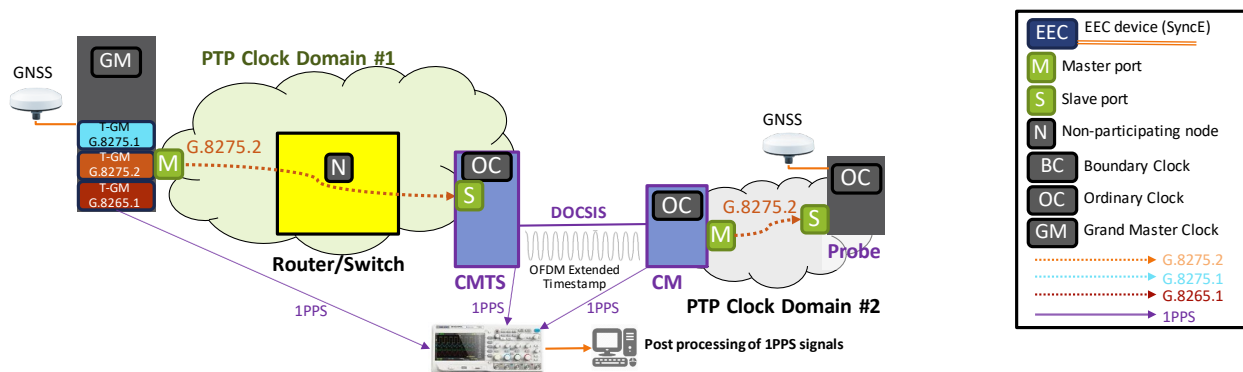 GNSS
GM
T-GM
G.8275.1
T-GM
G.8275.2
T-GM
G.8265.1
M
PTP Clock Domain #1
G.8275.2
N
Router/Switch
OC
S
CMTS
DOCSIS
OFDM Extended
Timestamp
OC
M
CM
G.8275.2
S
GNSS
OC
Probe
PTP Clock Domain #2
1PPS
1PPS
1PPS
Post processing of 1PPS signals
EEC
EEC device (SyncE)
M
Master port
S
Slave port
N
Non-participating node
BC
Boundary Clock
OC
Ordinary Clock
GM
Grand Master Clock
G.8275.2
G.8275.1
G.8265.1
1PPS